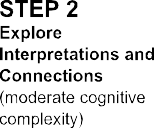 STEP 2
Explore
Interpretations and
Connections
(moderate cognitive
complexity)